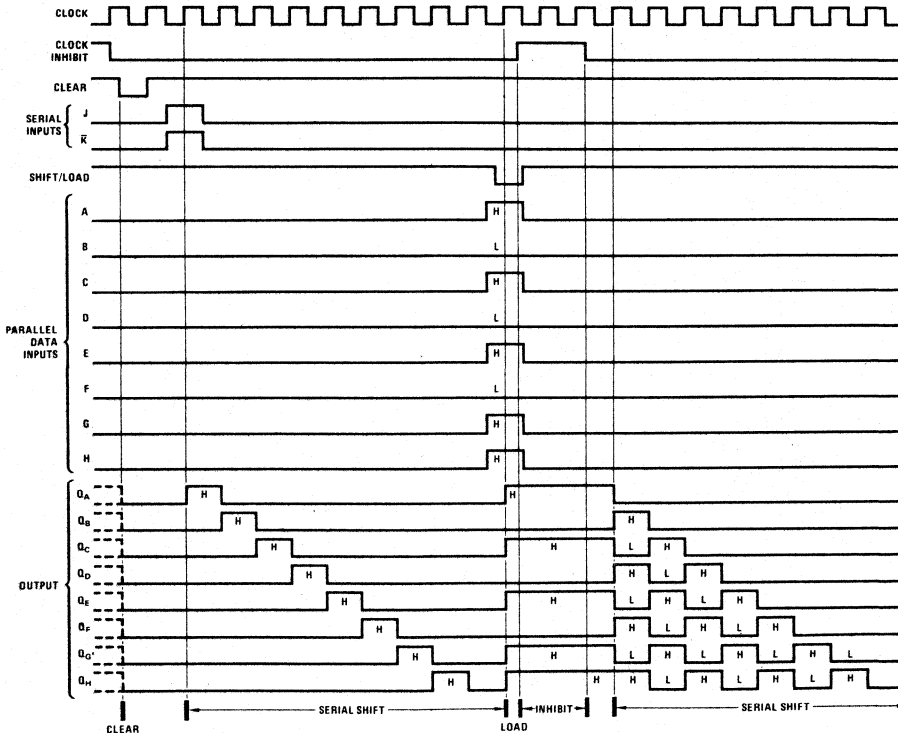 CLOCK
CLOCK
INHIBIT
CLEAR
SERIAL
INPUTS
J
K̅
SHIFT/LOAD
PARALLEL
DATA
INPUTS
A H
B L
C H
D L
E H
F L
G H
H H
OUTPUT
QA H H
QB H H
QC H H L H
QD H H L H
QE H H L H L H
QF H H L H L H
QG' H H L H L H L H L
QH H H H L H L H L H
SERIAL SHIFT INHIBIT SERIAL SHIFT
CLEAR LOAD